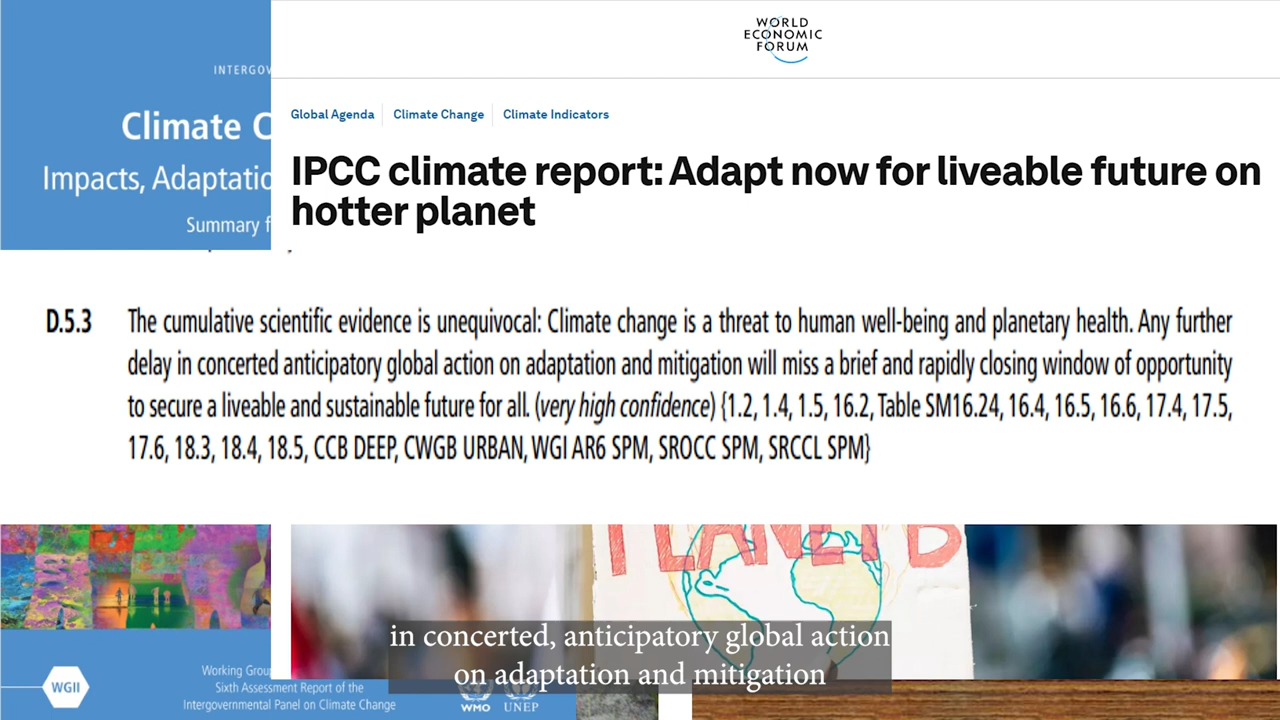 WORLD
ECONOMIC
FORUM
INTERGOV
Climate C
Impacts, Adaptatio
Summary f
Global Agenda
Climate Change
Climate Indicators
IPCC climate report: Adapt now for liveable future on
hotter planet
D.5.3 The cumulative scientific evidence is unequivocal: Climate change is a threat to human well-being and planetary health. Any further
delay in concerted anticipatory global action on adaptation and mitigation will miss a brief and rapidly closing window of opportunity
to secure a liveable and sustainable future for all. (very high confidence) {1.2, 1.4, 1.5, 16.2, Table SM16.24, 16.4, 16.5, 16.6, 17.4, 17.5,
17.6, 18.3, 18.4, 18.5, CCB DEEP, CWGB URBAN, WGI AR6 SPM, SROCC SPM, SRCCL SPM}
PLANET B
in concerted, anticipatory global action
on adaptation and mitigation
WGII
Working Grou
Sixth Assessment Report of the
Intergovernmental Panel on Climate Change
WMO UNEP